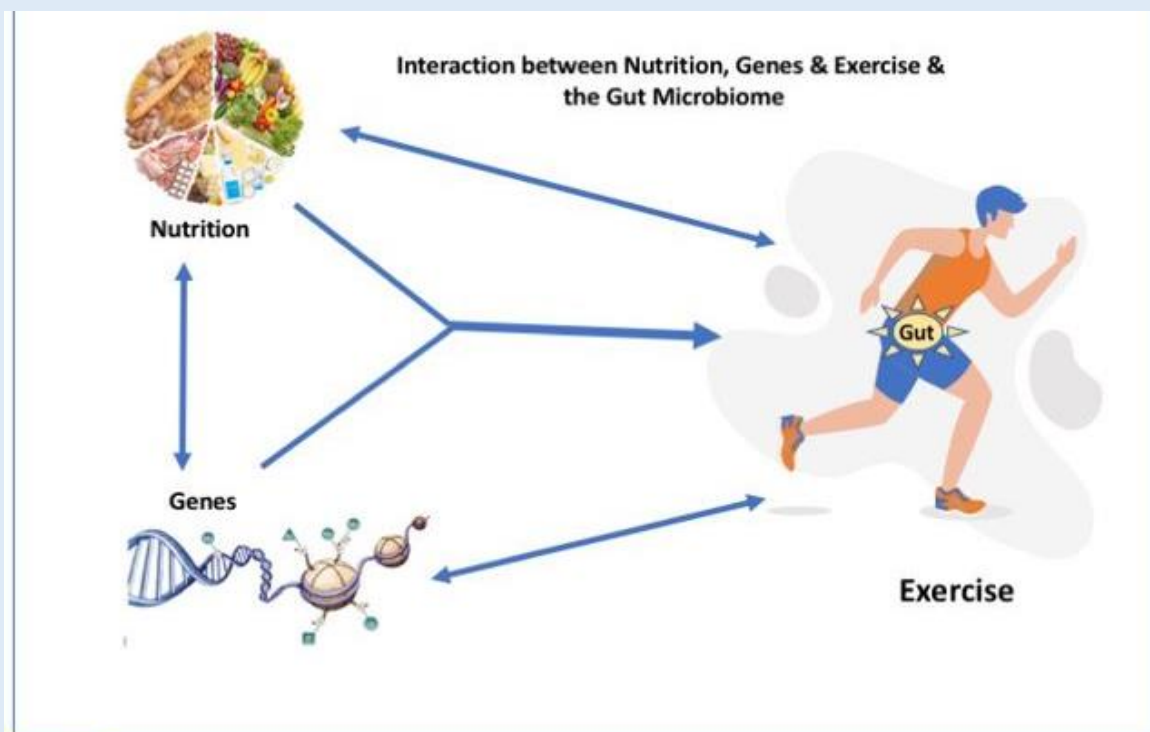 Interaction between Nutrition, Genes & Exercise &
the Gut Microbiome
Nutrition
Gut
Genes
Exercise